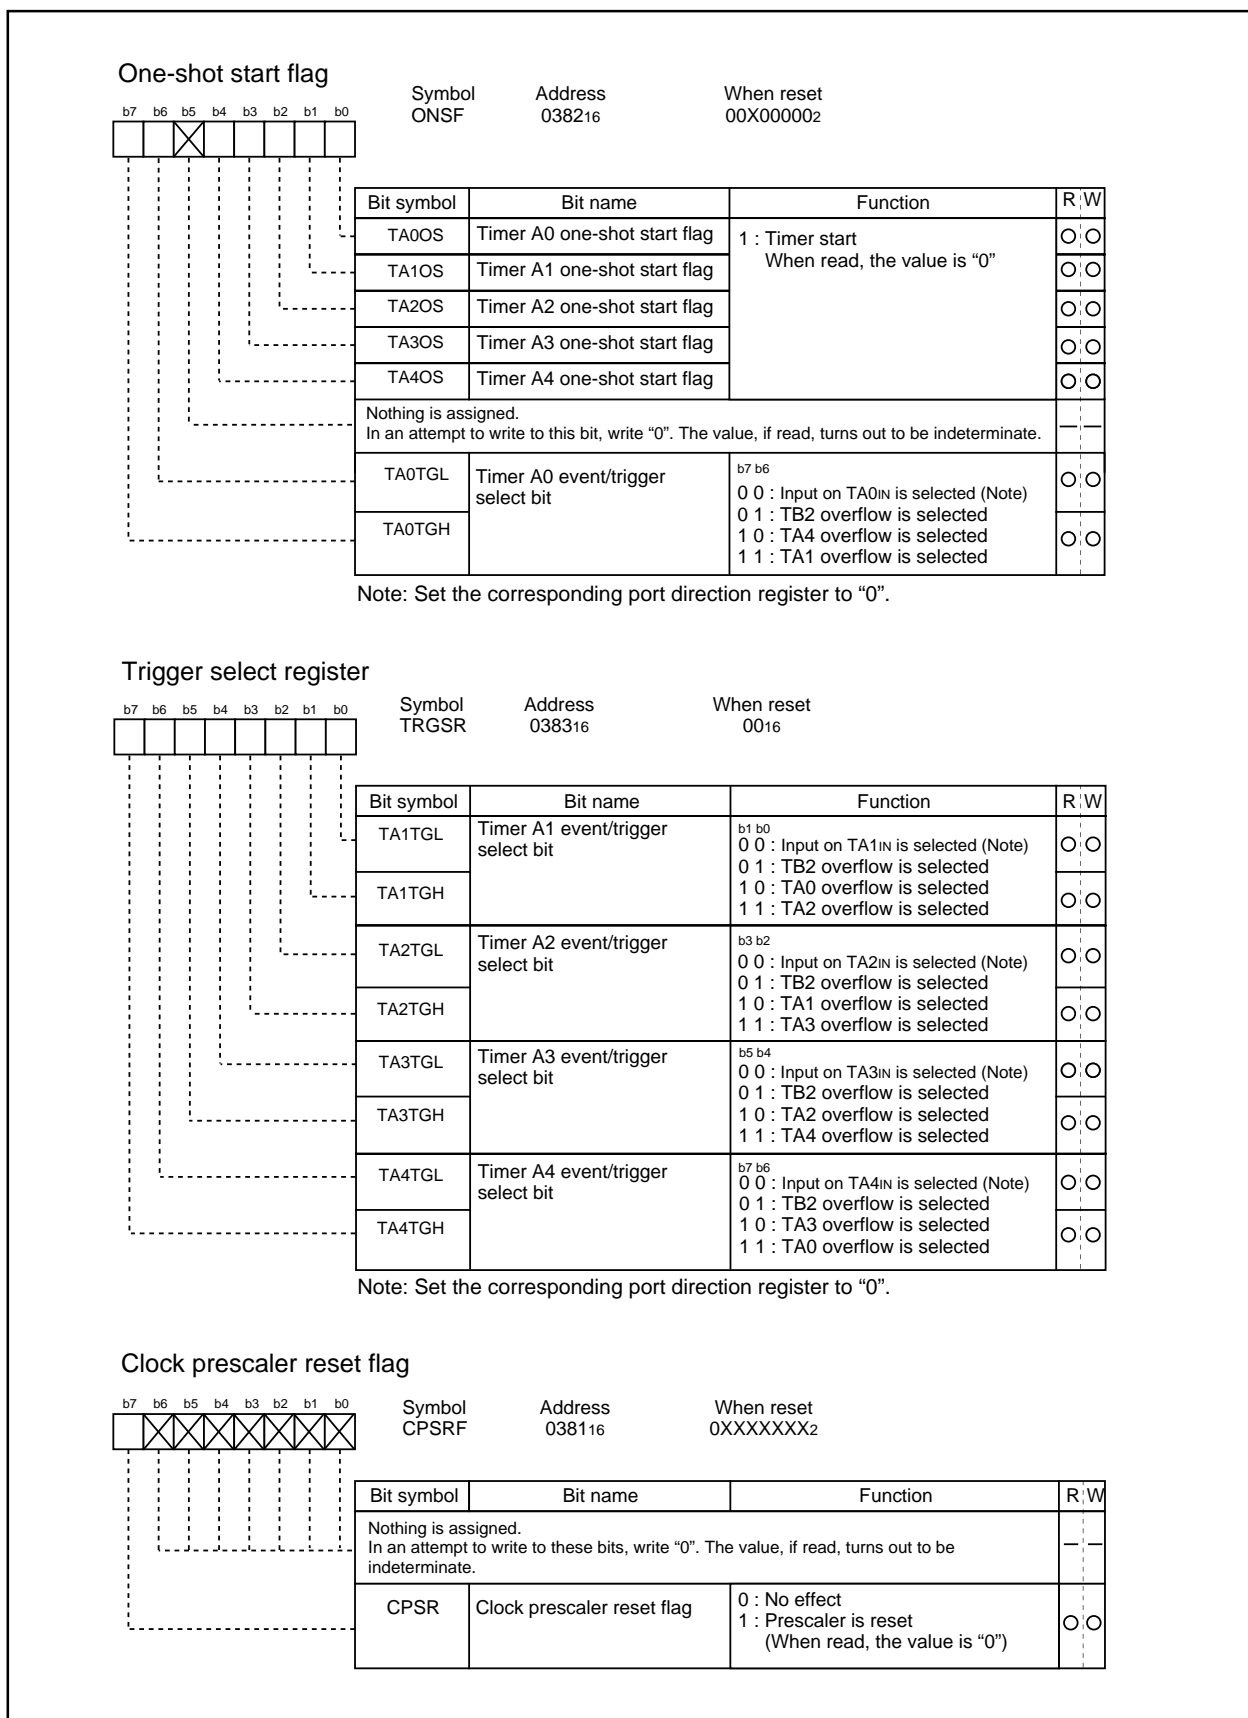 One-shot start flag
Symbol Address When reset
ONSF 038216 00X000002
b7 b6 b5 b4 b3 b2 b1 b0
Bit symbol Bit name Function R W
TA0OS Timer A0 one-shot start flag 1 : Timer start
When read, the value is “0”
TA1OS Timer A1 one-shot start flag
TA2OS Timer A2 one-shot start flag
TA3OS Timer A3 one-shot start flag
TA4OS Timer A4 one-shot start flag
Nothing is assigned.
In an attempt to write to this bit, write “0”. The value, if read, turns out to be indeterminate.
TA0TGL Timer A0 event/trigger
select bit
b7 b6
0 0 : Input on TA0IN is selected (Note)
0 1 : TB2 overflow is selected
TA0TGH 1 0 : TA4 overflow is selected
1 1 : TA1 overflow is selected
Note: Set the corresponding port direction register to “0”.
Trigger select register
Symbol Address When reset
TRGSR 038316 0016
b7 b6 b5 b4 b3 b2 b1 b0
Bit symbol Bit name Function R W
TA1TGL Timer A1 event/trigger
select bit
b1 b0
0 0 : Input on TA1IN is selected (Note)
0 1 : TB2 overflow is selected
TA1TGH 1 0 : TA0 overflow is selected
1 1 : TA2 overflow is selected
TA2TGL Timer A2 event/trigger
select bit
b3 b2
0 0 : Input on TA2IN is selected (Note)
0 1 : TB2 overflow is selected
TA2TGH 1 0 : TA1 overflow is selected
1 1 : TA3 overflow is selected
TA3TGL Timer A3 event/trigger
select bit
b5 b4
0 0 : Input on TA3IN is selected (Note)
0 1 : TB2 overflow is selected
TA3TGH 1 0 : TA2 overflow is selected
1 1 : TA4 overflow is selected
TA4TGL Timer A4 event/trigger
select bit
b7 b6
0 0 : Input on TA4IN is selected (Note)
0 1 : TB2 overflow is selected
TA4TGH 1 0 : TA3 overflow is selected
1 1 : TA0 overflow is selected
Note: Set the corresponding port direction register to “0”.
Clock prescaler reset flag
Symbol Address When reset
CPSRF 038116 0XXXXXXX2
b7 b6 b5 b4 b3 b2 b1 b0
Bit symbol Bit name Function R W
Nothing is assigned.
In an attempt to write to these bits, write “0”. The value, if read, turns out to be
indeterminate.
CPSR Clock prescaler reset flag 0 : No effect
1 : Prescaler is reset
(When read, the value is “0”)